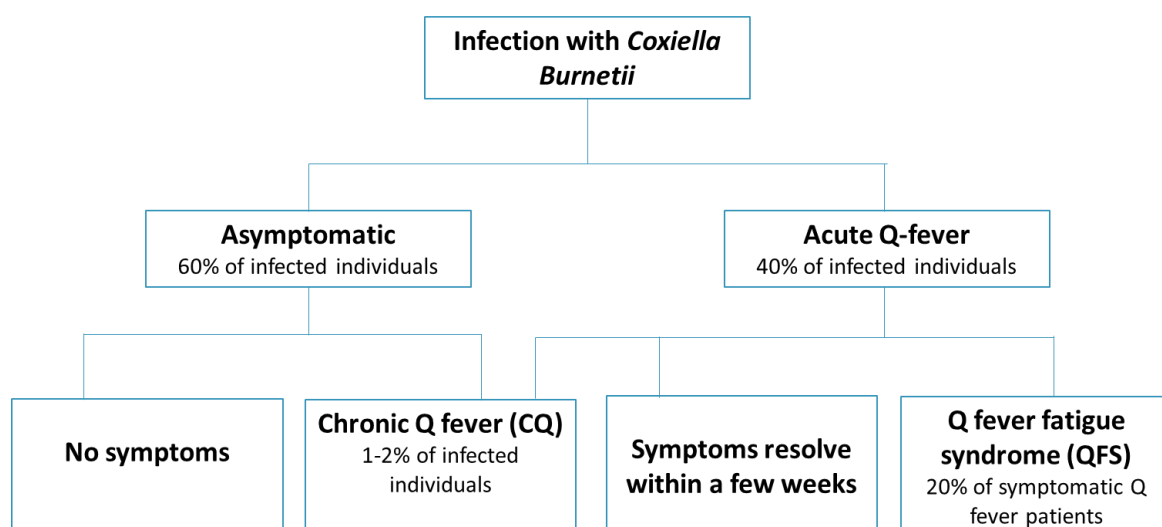 Infection with Coxiella
Burnetii
Asymptomatic
60% of infected individuals
Acute Q-fever
40% of infected individuals
No symptoms
Chronic Q fever (CQ)
1-2% of infected
individuals
Symptoms resolve
within a few weeks
Q fever fatigue
syndrome (QFS)
20% of symptomatic Q
fever patients